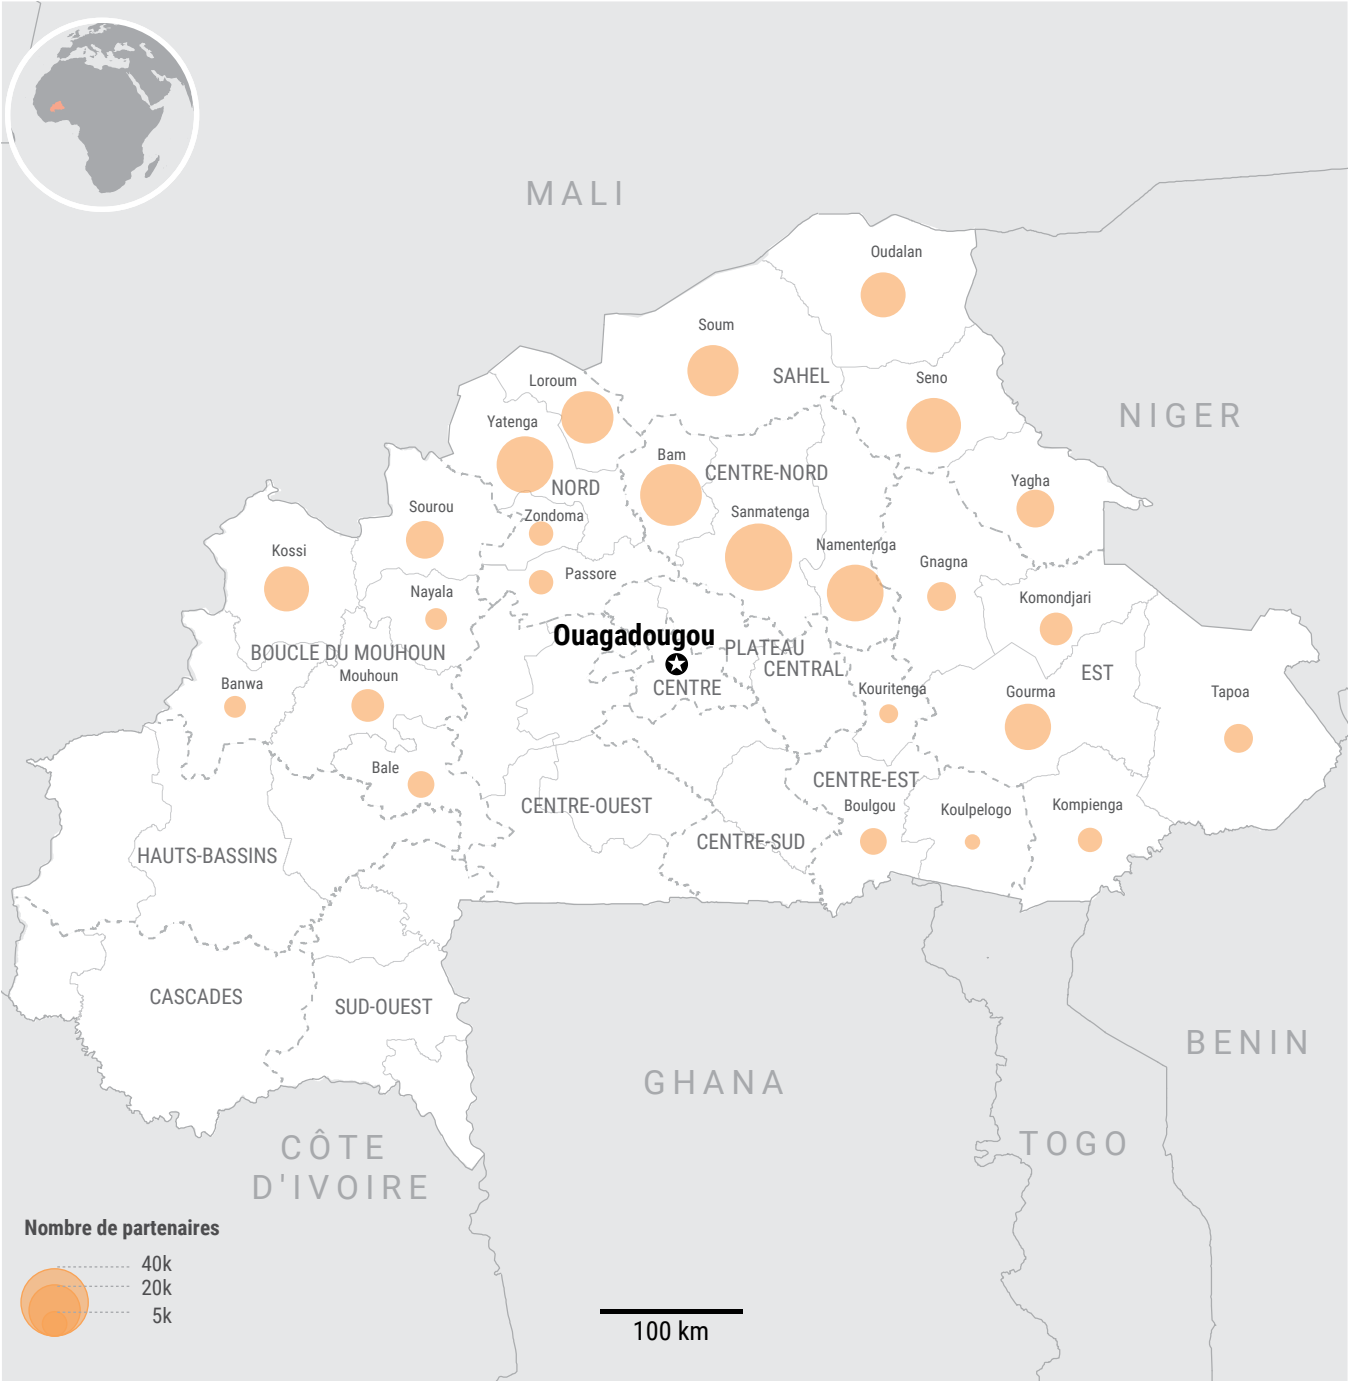 MALI
Oudalan
Soum
SAHEL
Seno
Loroum
NIGER
Yatenga
Bam
CENTRE-NORD
Yagha
NORD
Sourou
Zondoma
Sanmatenga
Namentenga
Kossi
Gnagna
Passore
Nayala
Komondjari
Ouagadougou
PLATEAU
CENTRAL
BOUCLE DU MOUHOUN
Mouhoun
EST
Banwa
CENTRE
Kouritenga
Gourma
Tapoa
Bale
CENTRE-EST
CENTRE-OUEST
Boulgou
Koulpelogo
Kompienga
HAUTS-BASSINS
CENTRE-SUD
CASCADES
SUD-OUEST
BENIN
GHANA
TOGO
CÔTE
D'IVOIRE
Nombre de partenaires
40k
20k
5k
100 km